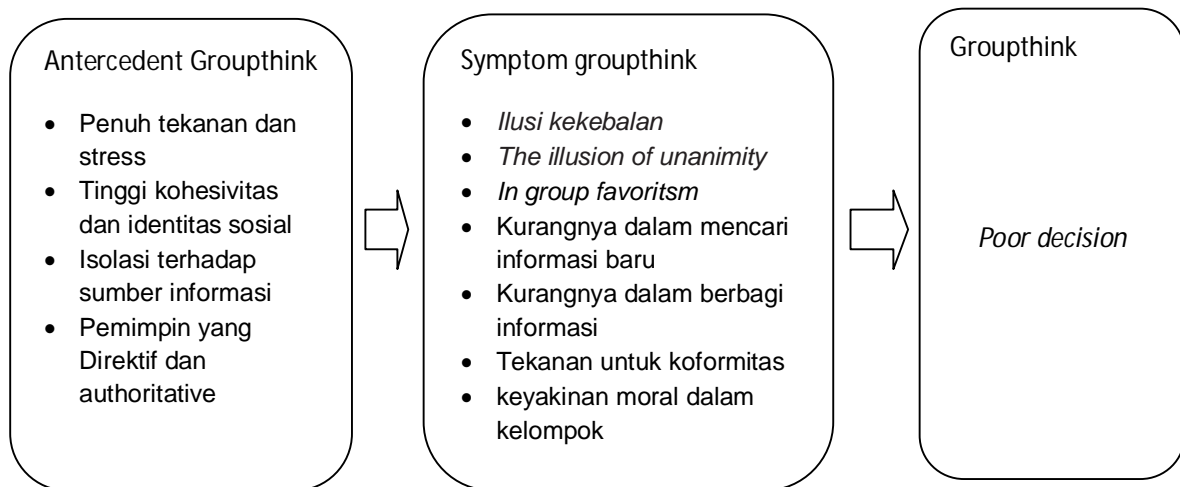 Antercedent Groupthink
• Penuh tekanan dan
stress
• Tinggi kohesivitas
dan identitas sosial
• Isolasi terhadap
sumber informasi
• Pemimpin yang
Direktif dan
authoritative
Symptom groupthink
• Ilusi kekebalan
• The illusion of unanimity
• In group favoritsm
• Kurangnya dalam mencari
informasi baru
• Kurangnya dalam berbagi
informasi
• Tekanan untuk koformitas
• keyakinan moral dalam
kelompok
Groupthink
Poor decision